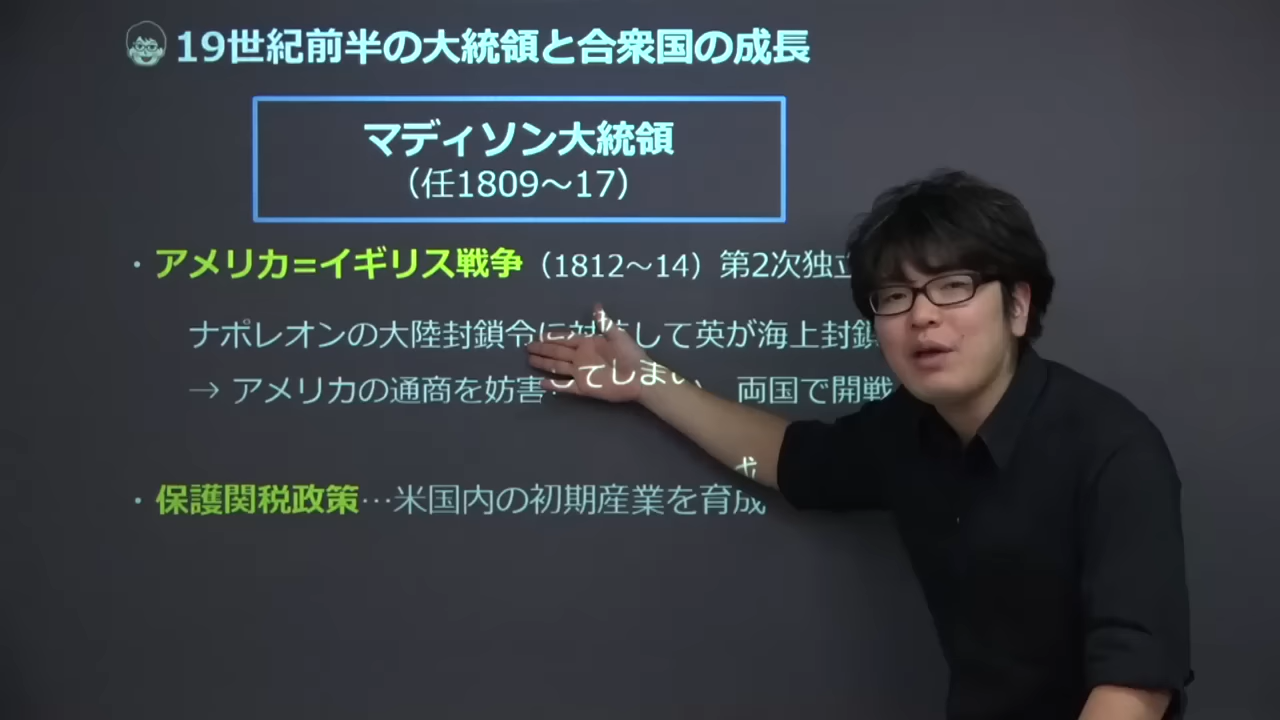 19世紀前半の大統領と合衆国の成長
マディソン大統領
（任1809～17）
・アメリカ=イギリス戦争（1812～14）第2次独立
ナポレオンの大陸封鎖令に対抗して英が海上封鎖
→ アメリカの通商を妨害してしまい、両国で開戦
・保護関税政策…米国内の初期産業を育成